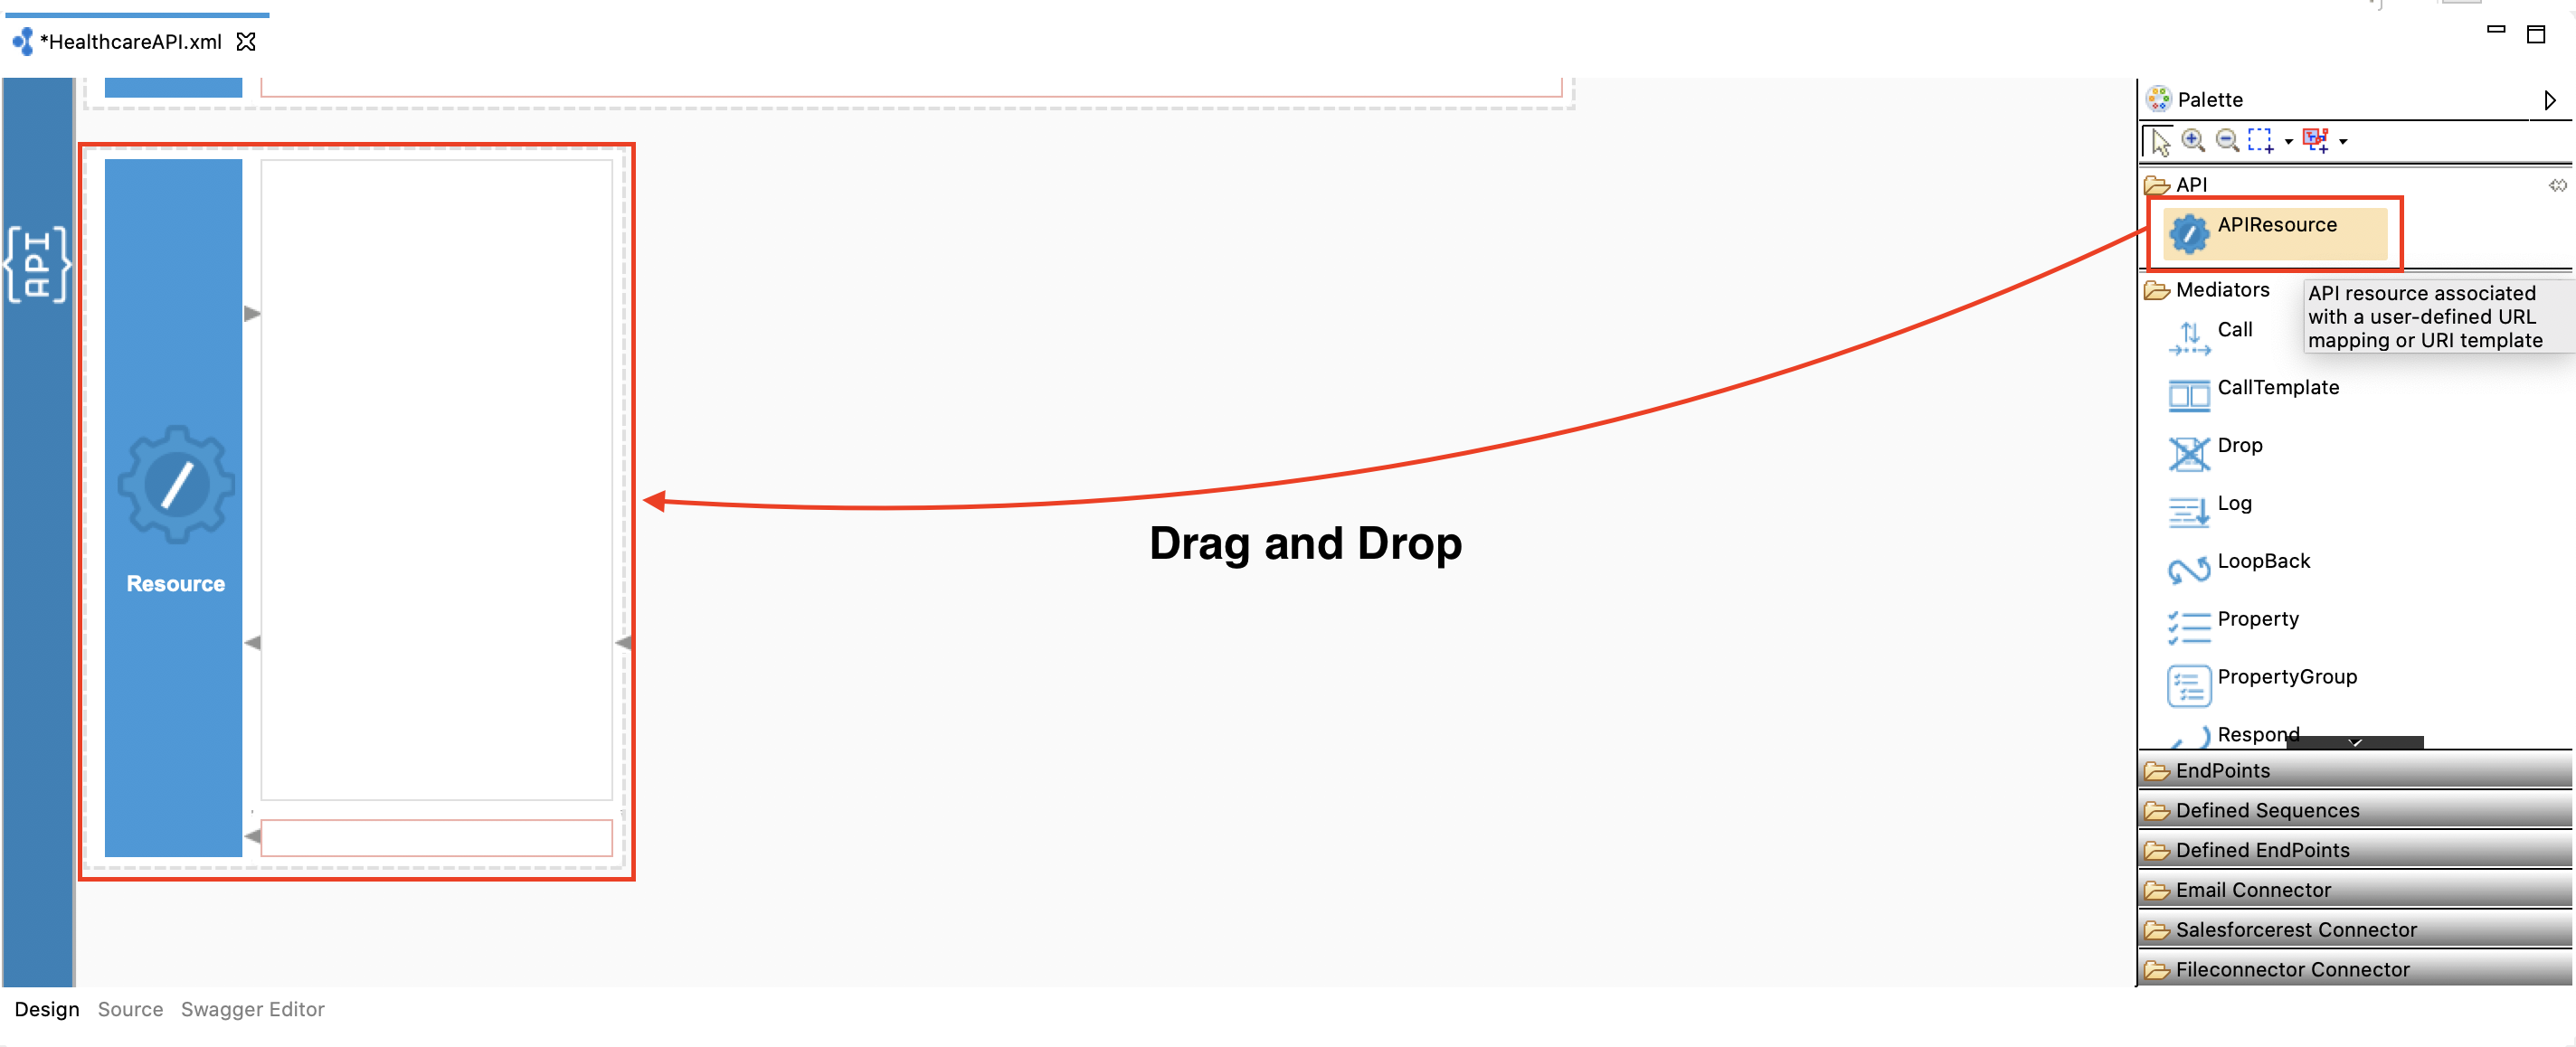 *HealthcareAPI.xml
Palette
API
APIResource
API
Mediators
API resource associated
with a user-defined URL
mapping or URI template
Call
CallTemplate
Drop
Log
Drag and Drop
LoopBack
Resource
Property
PropertyGroup
Respond
EndPoints
Defined Sequences
Defined EndPoints
Email Connector
Salesforcerest Connector
Fileconnector Connector
Design Source Swagger Editor